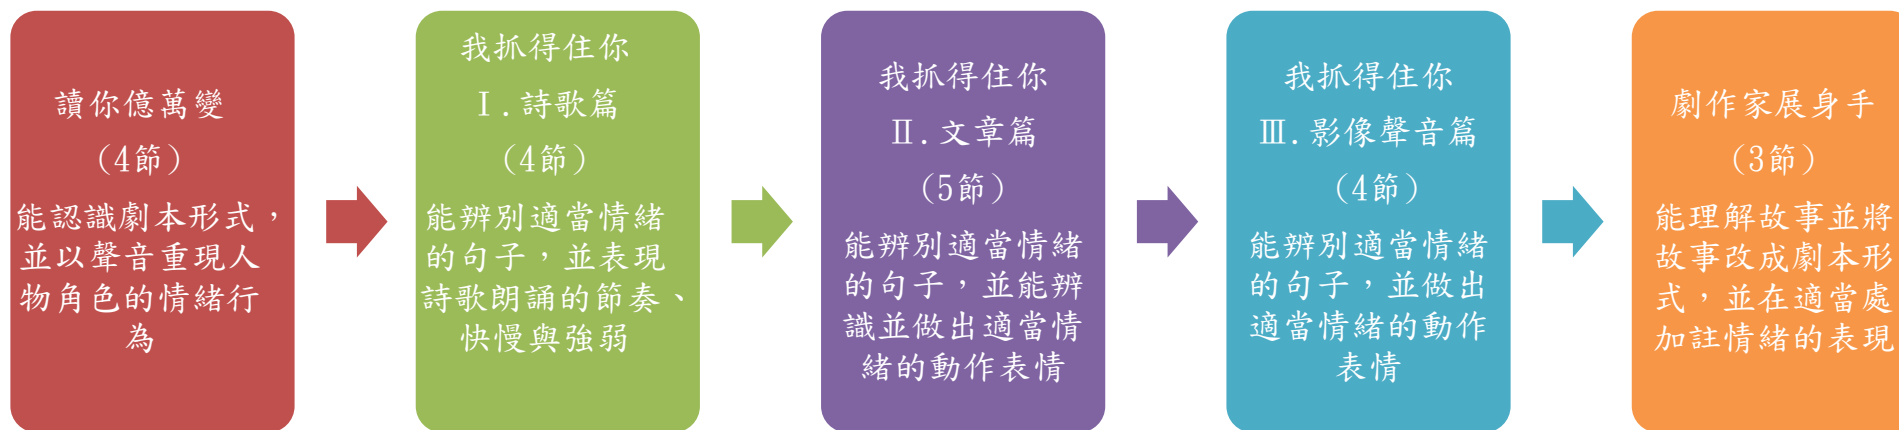 讀你億萬變
(4節)
能認識劇本形式，
並以聲音重現人
物角色的情緒行
為
我抓得住你
Ⅰ.詩歌篇
(4節)
能辨別適當情緒
的句子，並表現
詩歌朗誦的節奏、
快慢與強弱
我抓得住你
Ⅱ.文章篇
(5節)
能辨別適當情緒
的句子，並能辨
識並做出適當情
緒的動作表情
我抓得住你
Ⅲ.影像聲音篇
(4節)
能辨別適當情緒
的句子，並做出
適當情緒的動作
表情
劇作家展身手
(3節)
能理解故事並將
故事改成劇本形
式，並在適當處
加註情緒的表現